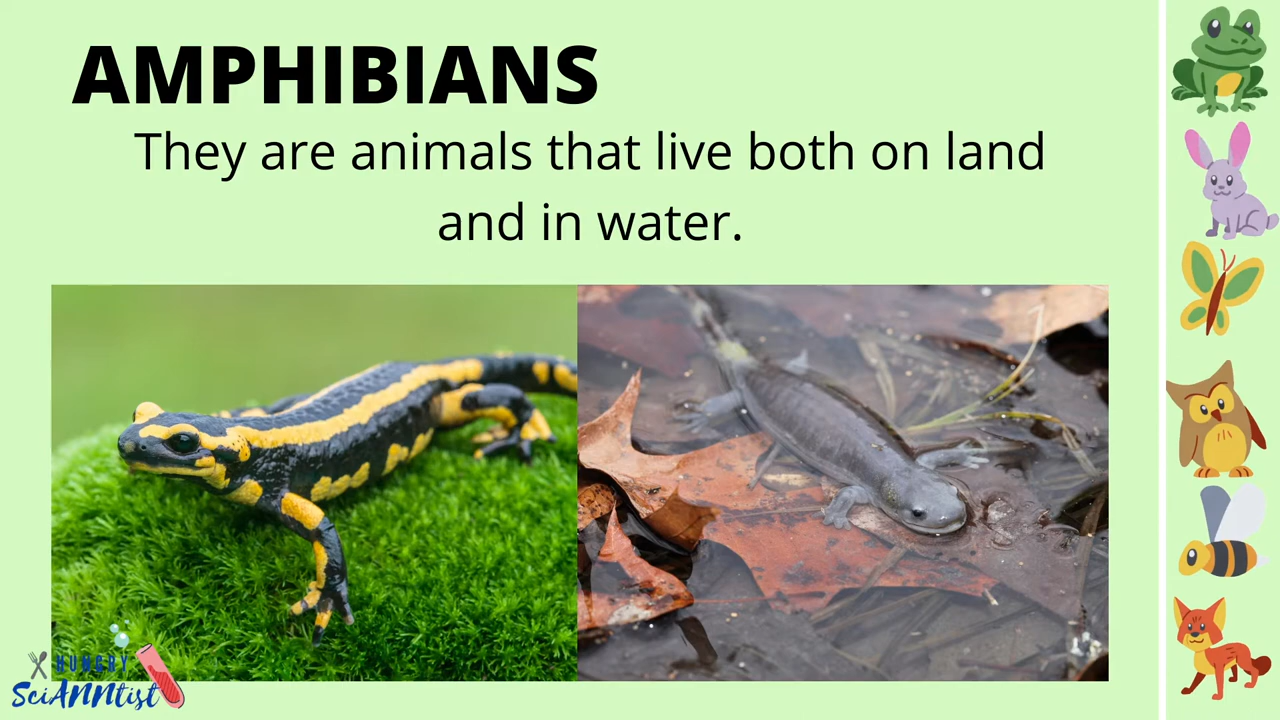 AMPHIBIANS
They are animals that live both on land
and in water.
HUNGRY
SciANNtist